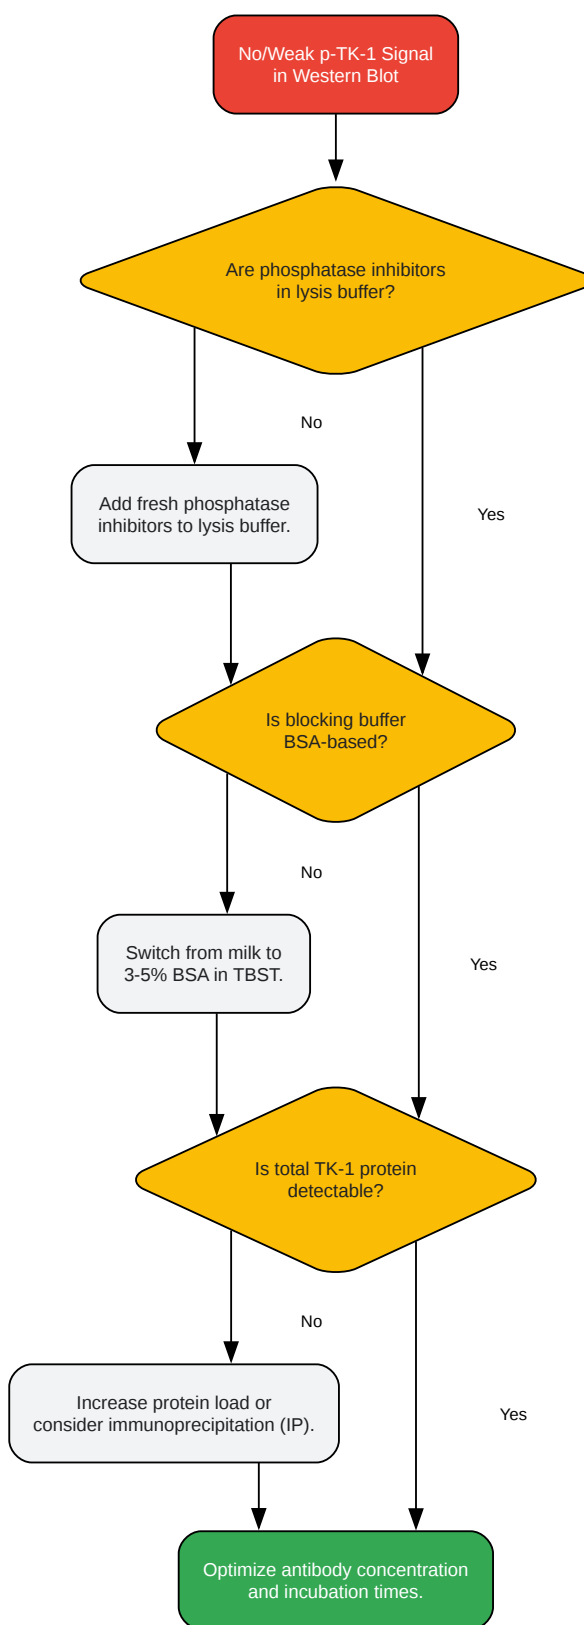 No/Weak p-TK-1 Signal
in Western Blot
Are phosphatase inhibitors
in lysis buffer?
No
Add fresh phosphatase
inhibitors to lysis buffer.
Yes
Is blocking buffer
BSA-based?
No
Switch from milk to
3-5% BSA in TBST.
Yes
Is total TK-1 protein
detectable?
No
Increase protein load or
consider immunoprecipitation (IP).
Yes
Optimize antibody concentration
and incubation times.